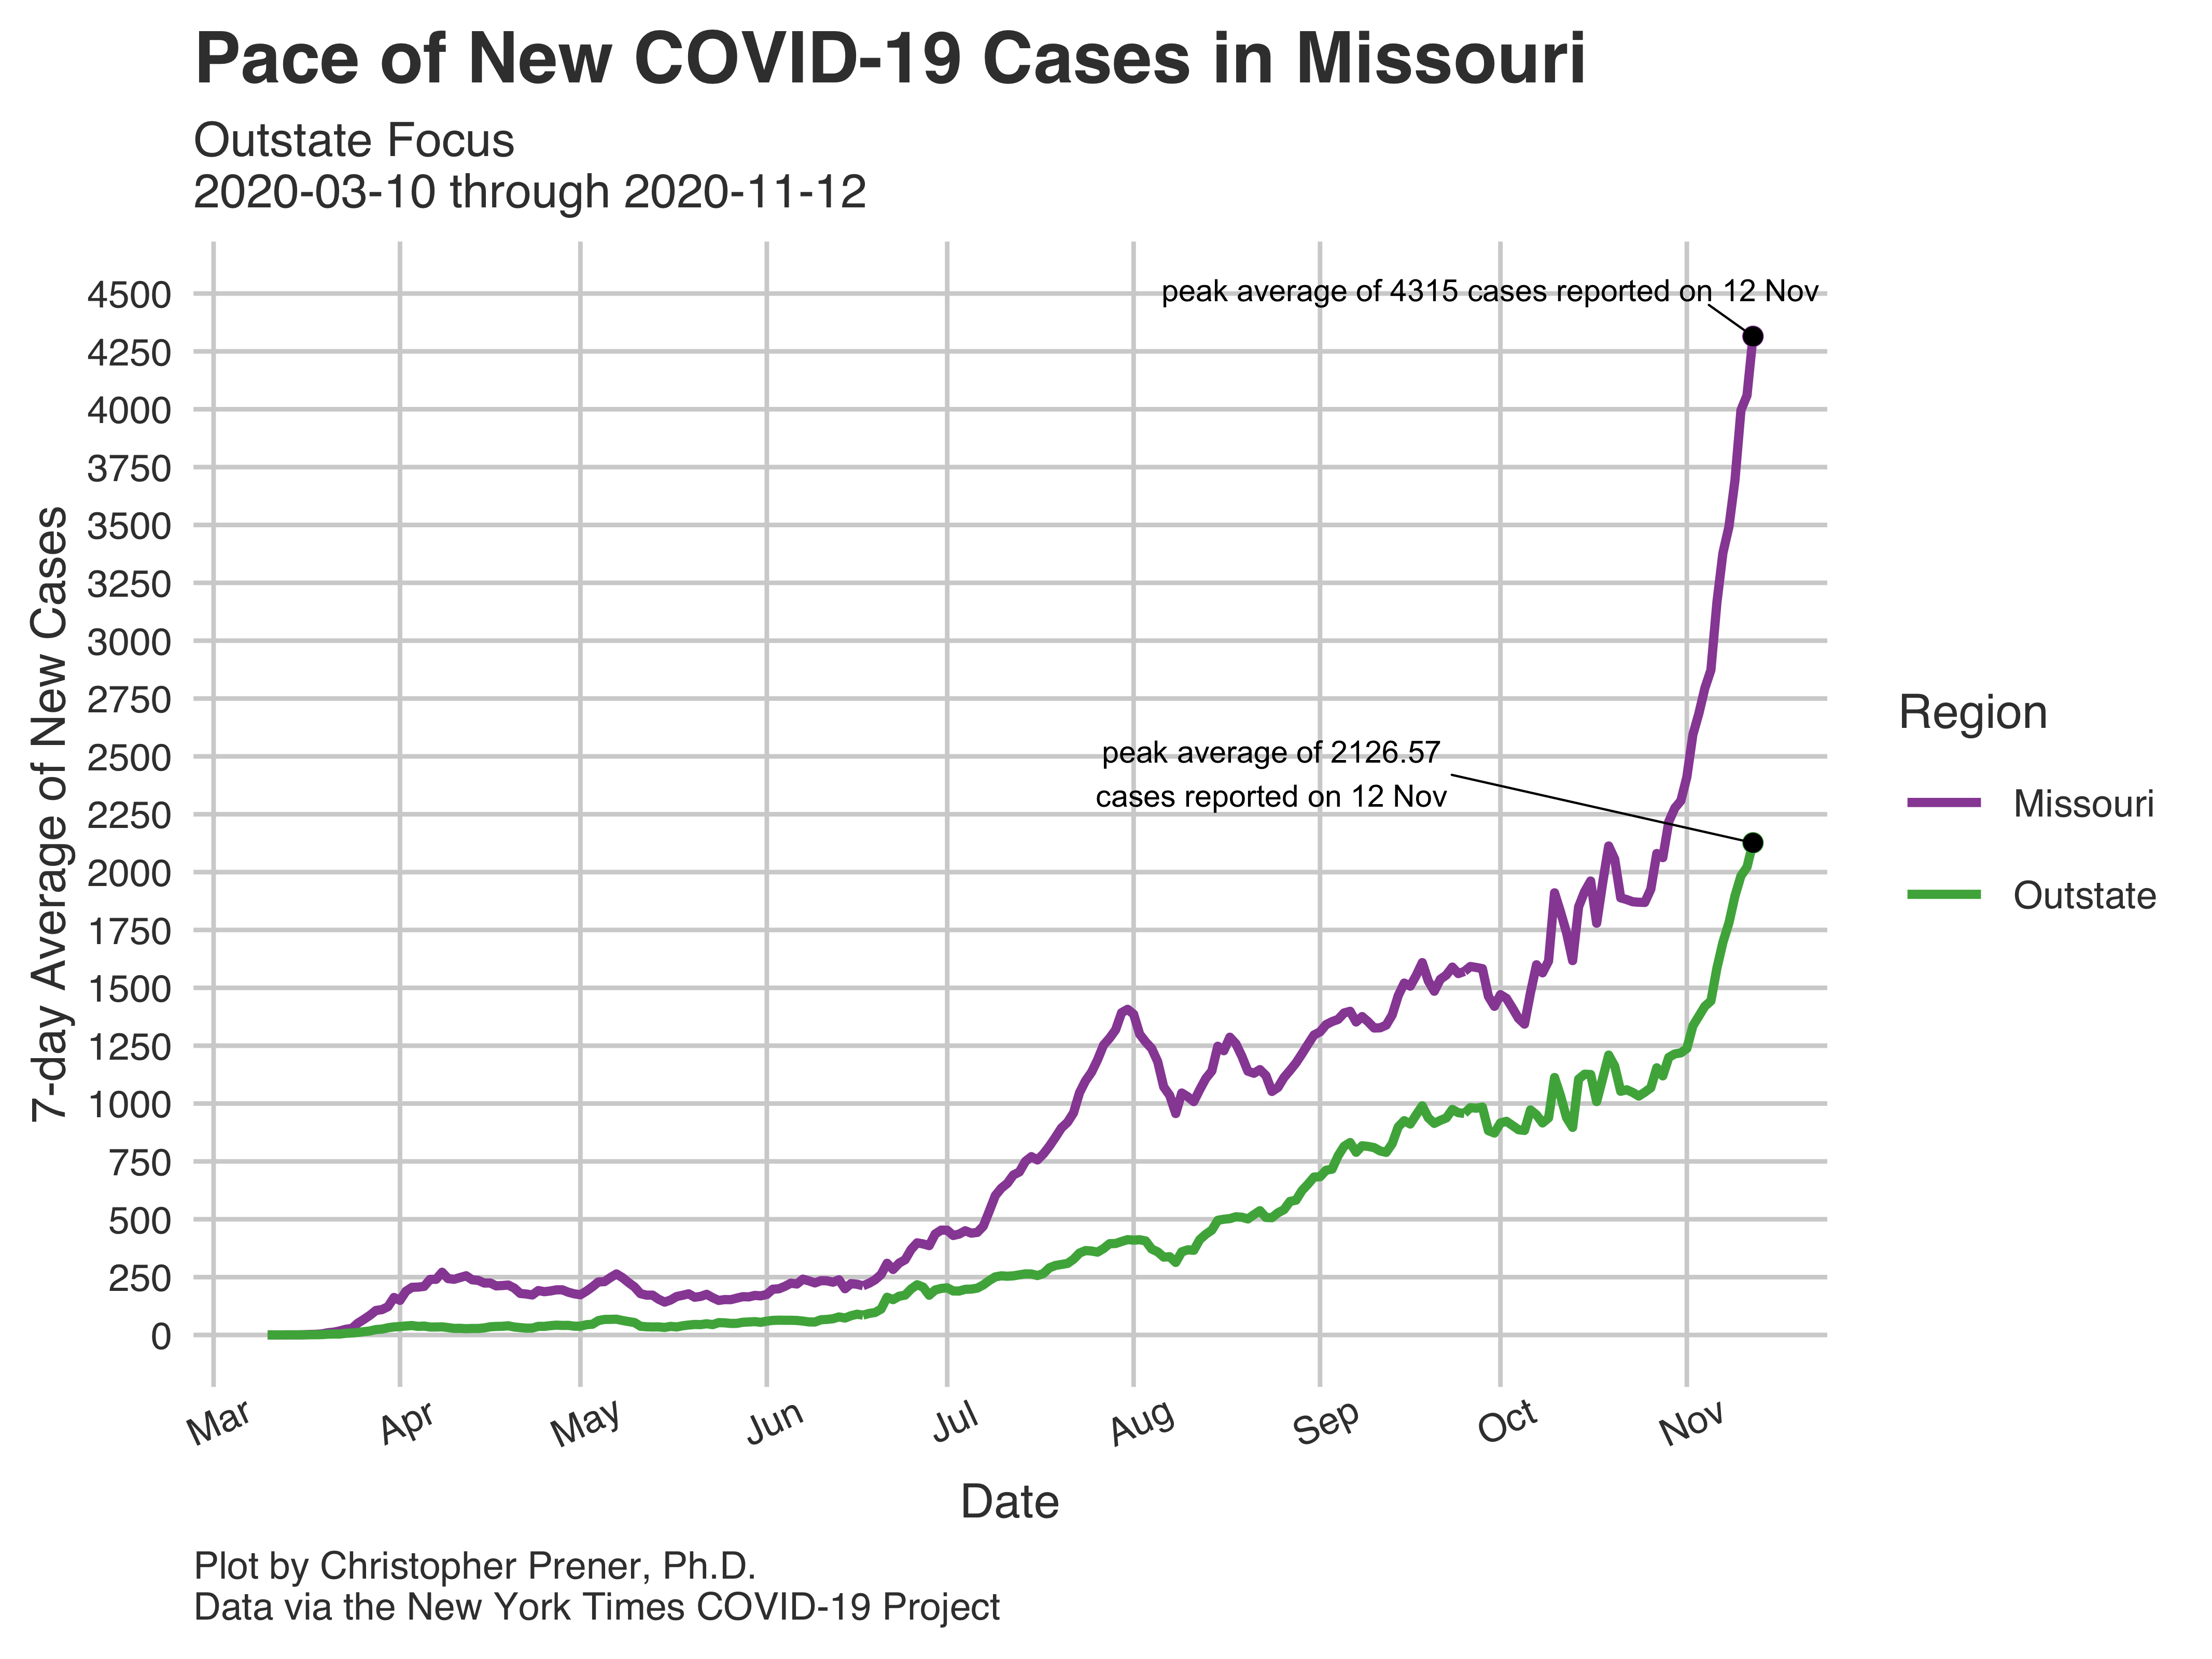 Pace of New COVID-19 Cases in Missouri
Outstate Focus
2020-03-10 through 2020-11-12
7-day Average of New Cases
4500
4250
4000
3750
3500
3250
3000
2750
2500
2250
2000
1750
1500
1250
1000
750
500
250
0
peak average of 4315 cases reported on 12 Nov
peak average of 2126.57
cases reported on 12 Nov
Region
Missouri
Outstate
Mar
Apr
May
Jun
Jul
Aug
Sep
Oct
Nov
Date
Plot by Christopher Prener, Ph.D.
Data via the New York Times COVID-19 Project